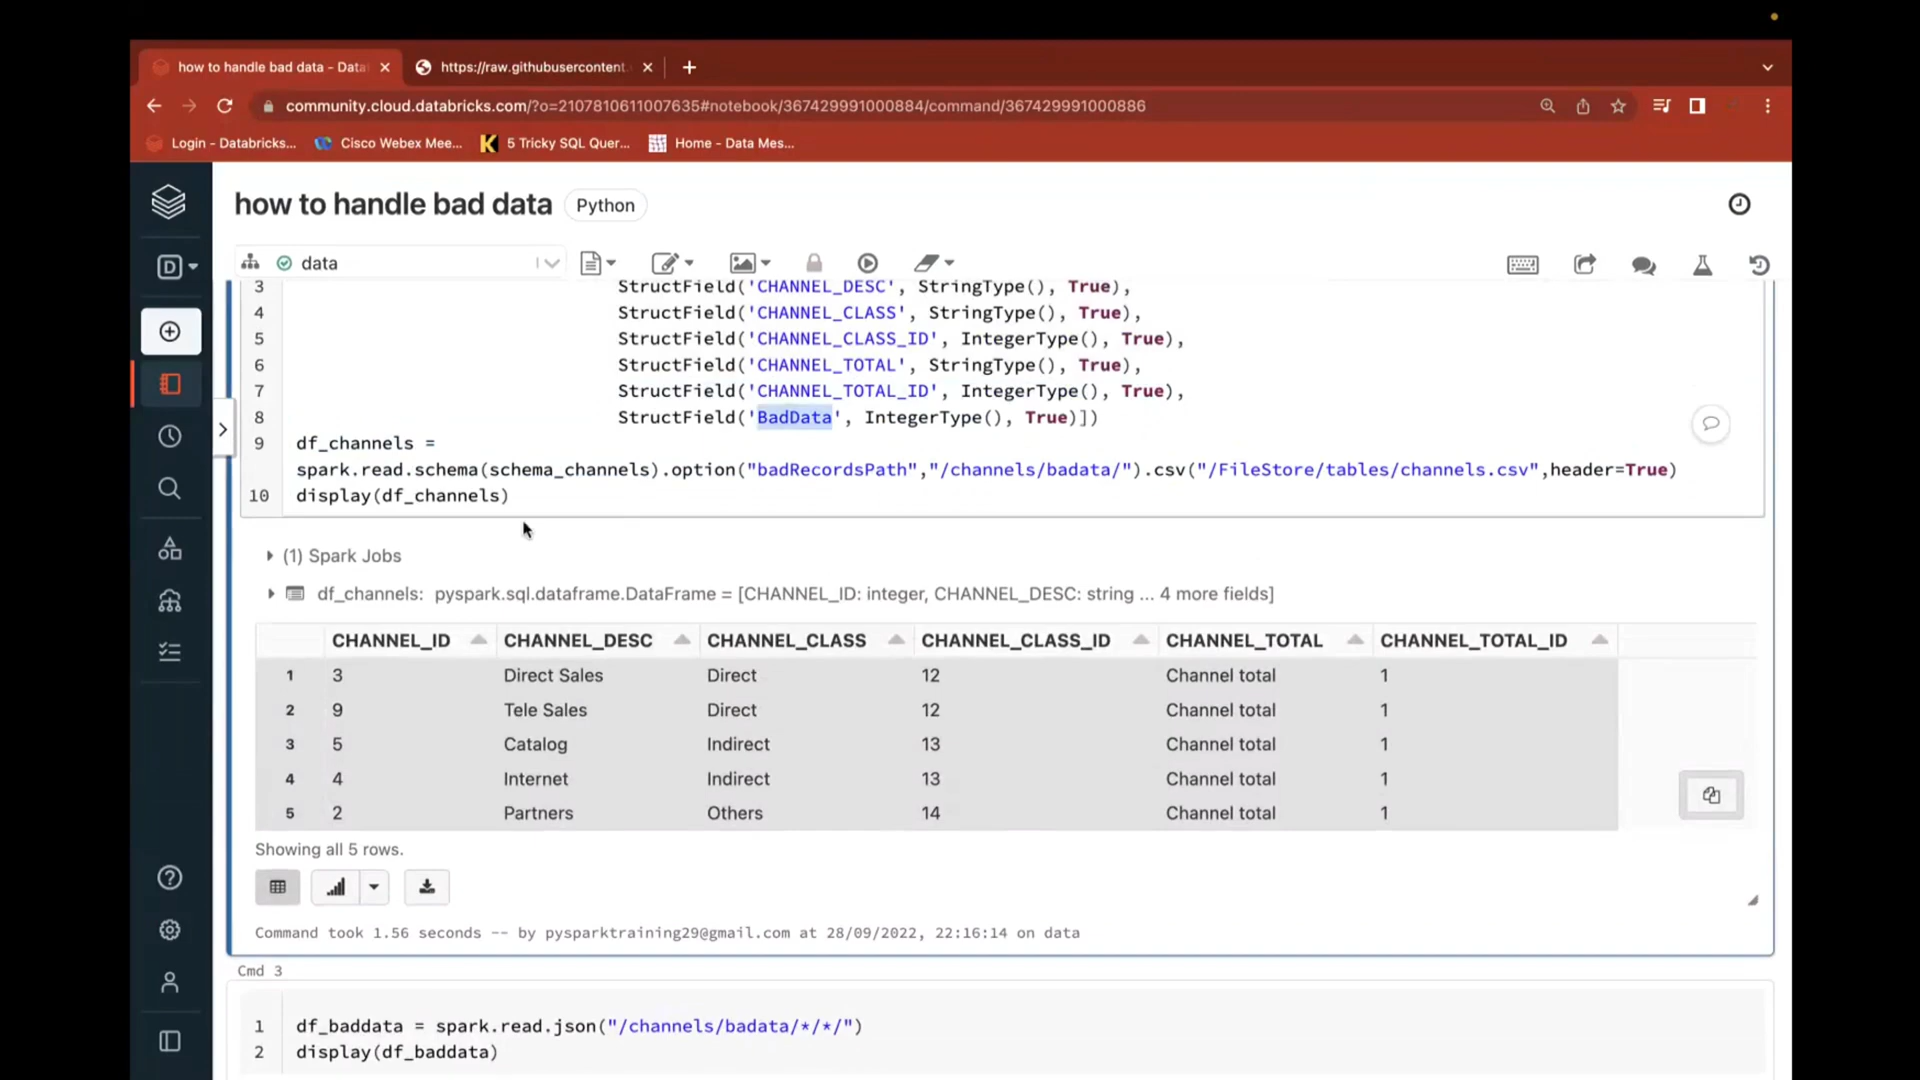 how to handle bad data - Data
https://raw.githubusercontent.
community.cloud.databricks.com/?o=2107810611007635#notebook/367429991000884/command/367429991000886
Login - Databricks...
Cisco Webex Mee...
5 Tricky SQL Quer...
Home - Data Mes...
how to handle bad data
Python
D
data
3 StructField('CHANNEL_DESC', StringType(), True),
4 StructField('CHANNEL_CLASS', StringType(), True),
5 StructField('CHANNEL_CLASS_ID', IntegerType(), True),
6 StructField('CHANNEL_TOTAL', StringType(), True),
7 StructField('CHANNEL_TOTAL_ID', IntegerType(), True),
8 StructField('BadData', IntegerType(), True)])
9 df_channels =
spark.read.schema(schema_channels).option("badRecordsPath","/channels/badata/").csv("/FileStore/tables/channels.csv",header=True)
10 display(df_channels)
(1) Spark Jobs
df_channels: pyspark.sql.dataframe.DataFrame = [CHANNEL_ID: integer, CHANNEL_DESC: string ... 4 more fields]
CHANNEL_ID CHANNEL_DESC CHANNEL_CLASS CHANNEL_CLASS_ID CHANNEL_TOTAL CHANNEL_TOTAL_ID
1 3 Direct Sales Direct 12 Channel total 1
2 9 Tele Sales Direct 12 Channel total 1
3 5 Catalog Indirect 13 Channel total 1
4 4 Internet Indirect 13 Channel total 1
5 2 Partners Others 14 Channel total 1
Showing all 5 rows.
Command took 1.56 seconds -- by pysparktraining29@gmail.com at 28/09/2022, 22:16:14 on data
Cmd 3
1 df_baddata = spark.read.json("/channels/badata/*/*/")
2 display(df_baddata)